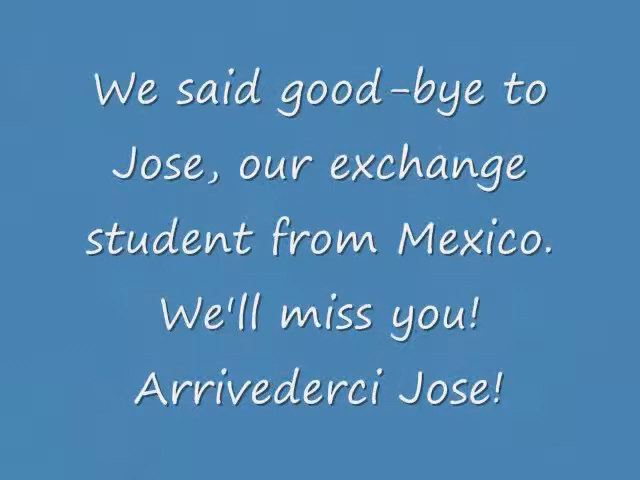 We said good-bye to
Jose, our exchange
student from Mexico.
We'll miss you!
Arrivederci Jose!